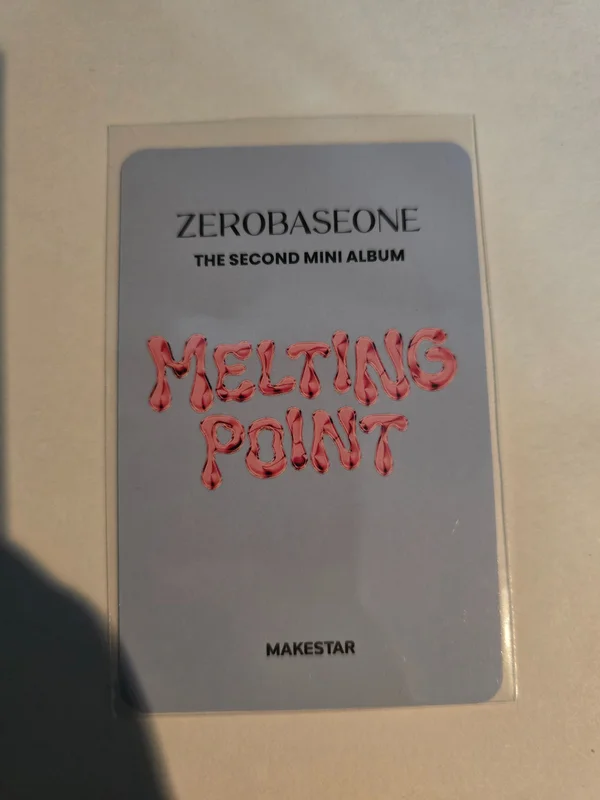 ZEROBASEONE
THE SECOND MINI ALBUM
MELTING
POINT
MAKESTAR